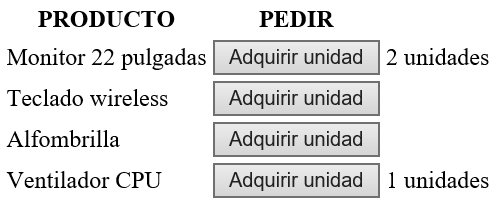 PRODUCTO PEDIR
Monitor 22 pulgadas Adquirir unidad 2 unidades
Teclado wireless Adquirir unidad
Alfombrilla Adquirir unidad
Ventilador CPU Adquirir unidad 1 unidades